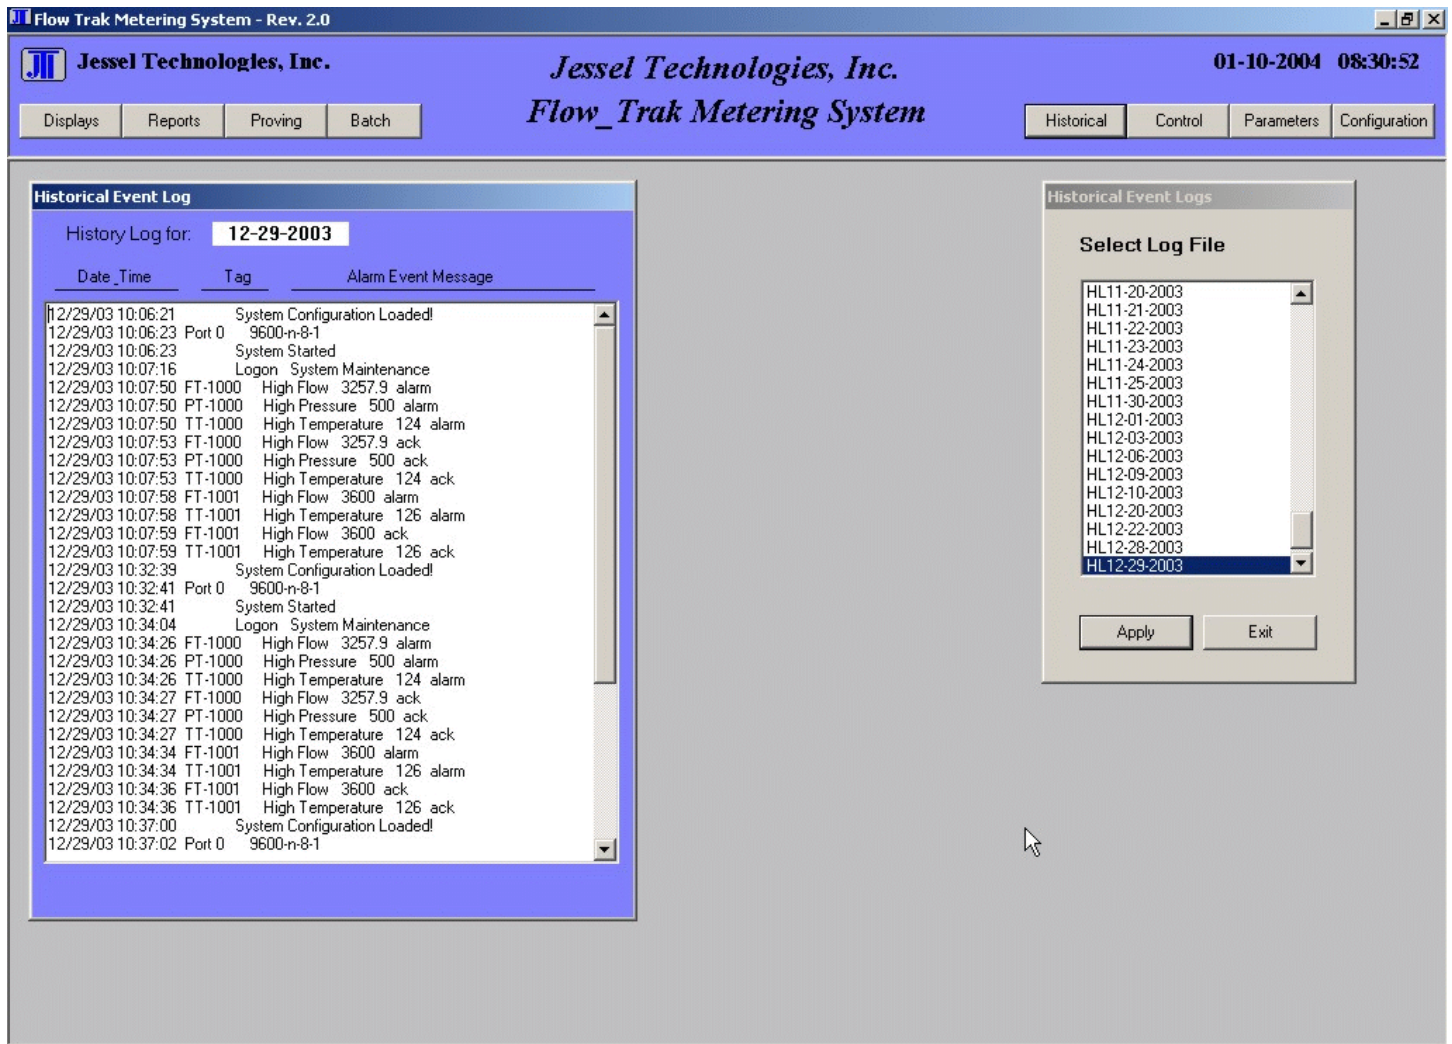 Flow Trak Metering System - Rev. 2.0
JTI Jessel Technologies, Inc.
Jessel Technologies, Inc.
01-10-2004 08:30:52
Flow_Trak Metering System
Displays Reports Proving Batch
Historical Control Parameters Configuration
Historical Event Log
History Log for: 12-29-2003
Date_Time Tag Alarm Event Message
12/29/03 10:06:21 System Configuration Loaded!
12/29/03 10:06:23 Port 0 9600-n-8-1
12/29/03 10:06:23 System Started
12/29/03 10:07:16 Logon System Maintenance
12/29/03 10:07:50 FT-1000 High Flow 3257.9 alarm
12/29/03 10:07:50 PT-1000 High Pressure 500 alarm
12/29/03 10:07:50 TT-1000 High Temperature 124 alarm
12/29/03 10:07:53 FT-1000 High Flow 3257.9 ack
12/29/03 10:07:53 PT-1000 High Pressure 500 ack
12/29/03 10:07:53 TT-1000 High Temperature 124 ack
12/29/03 10:07:58 FT-1001 High Flow 3600 alarm
12/29/03 10:07:58 TT-1001 High Temperature 126 alarm
12/29/03 10:07:59 FT-1001 High Flow 3600 ack
12/29/03 10:07:59 TT-1001 High Temperature 126 ack
12/29/03 10:32:39 System Configuration Loaded!
12/29/03 10:32:41 Port 0 9600-n-8-1
12/29/03 10:32:41 System Started
12/29/03 10:34:04 Logon System Maintenance
12/29/03 10:34:26 FT-1000 High Flow 3257.9 alarm
12/29/03 10:34:26 PT-1000 High Pressure 500 alarm
12/29/03 10:34:26 TT-1000 High Temperature 124 alarm
12/29/03 10:34:27 FT-1000 High Flow 3257.9 ack
12/29/03 10:34:27 PT-1000 High Pressure 500 ack
12/29/03 10:34:27 TT-1000 High Temperature 124 ack
12/29/03 10:34:34 FT-1001 High Flow 3600 alarm
12/29/03 10:34:34 TT-1001 High Temperature 126 alarm
12/29/03 10:34:36 FT-1001 High Flow 3600 ack
12/29/03 10:34:36 TT-1001 High Temperature 126 ack
12/29/03 10:37:00 System Configuration Loaded!
12/29/03 10:37:02 Port 0 9600-n-8-1
Historical Event Logs
Select Log File
HL11-20-2003
HL11-21-2003
HL11-22-2003
HL11-23-2003
HL11-24-2003
HL11-25-2003
HL11-30-2003
HL12-01-2003
HL12-03-2003
HL12-06-2003
HL12-09-2003
HL12-10-2003
HL12-20-2003
HL12-22-2003
HL12-28-2003
HL12-29-2003
Apply Exit